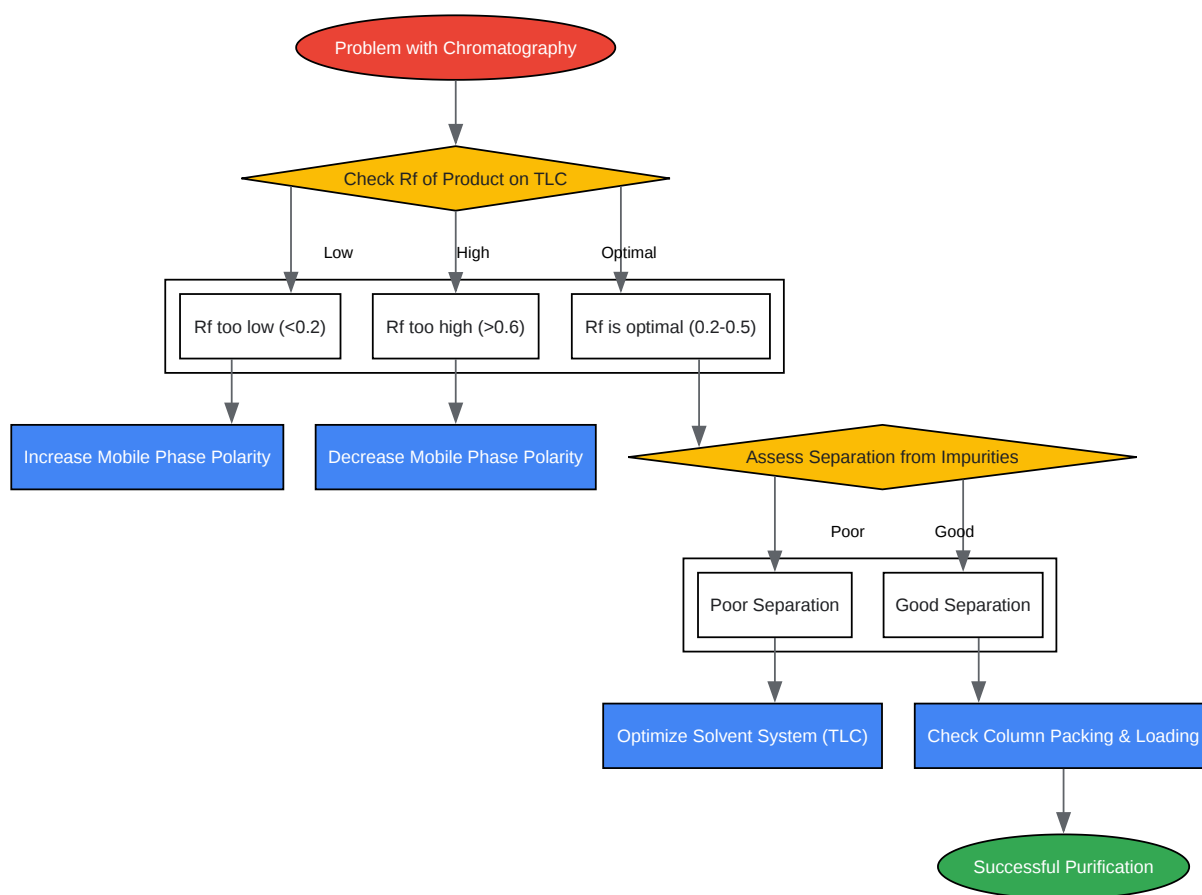 Problem with Chromatography
Check Rf of Product on TLC
Low
High
Optimal
Rf too low (<0.2)
Rf too high (>0.6)
Rf is optimal (0.2-0.5)
Increase Mobile Phase Polarity
Decrease Mobile Phase Polarity
Assess Separation from Impurities
Poor
Good
Poor Separation
Good Separation
Optimize Solvent System (TLC)
Check Column Packing & Loading
Successful Purification